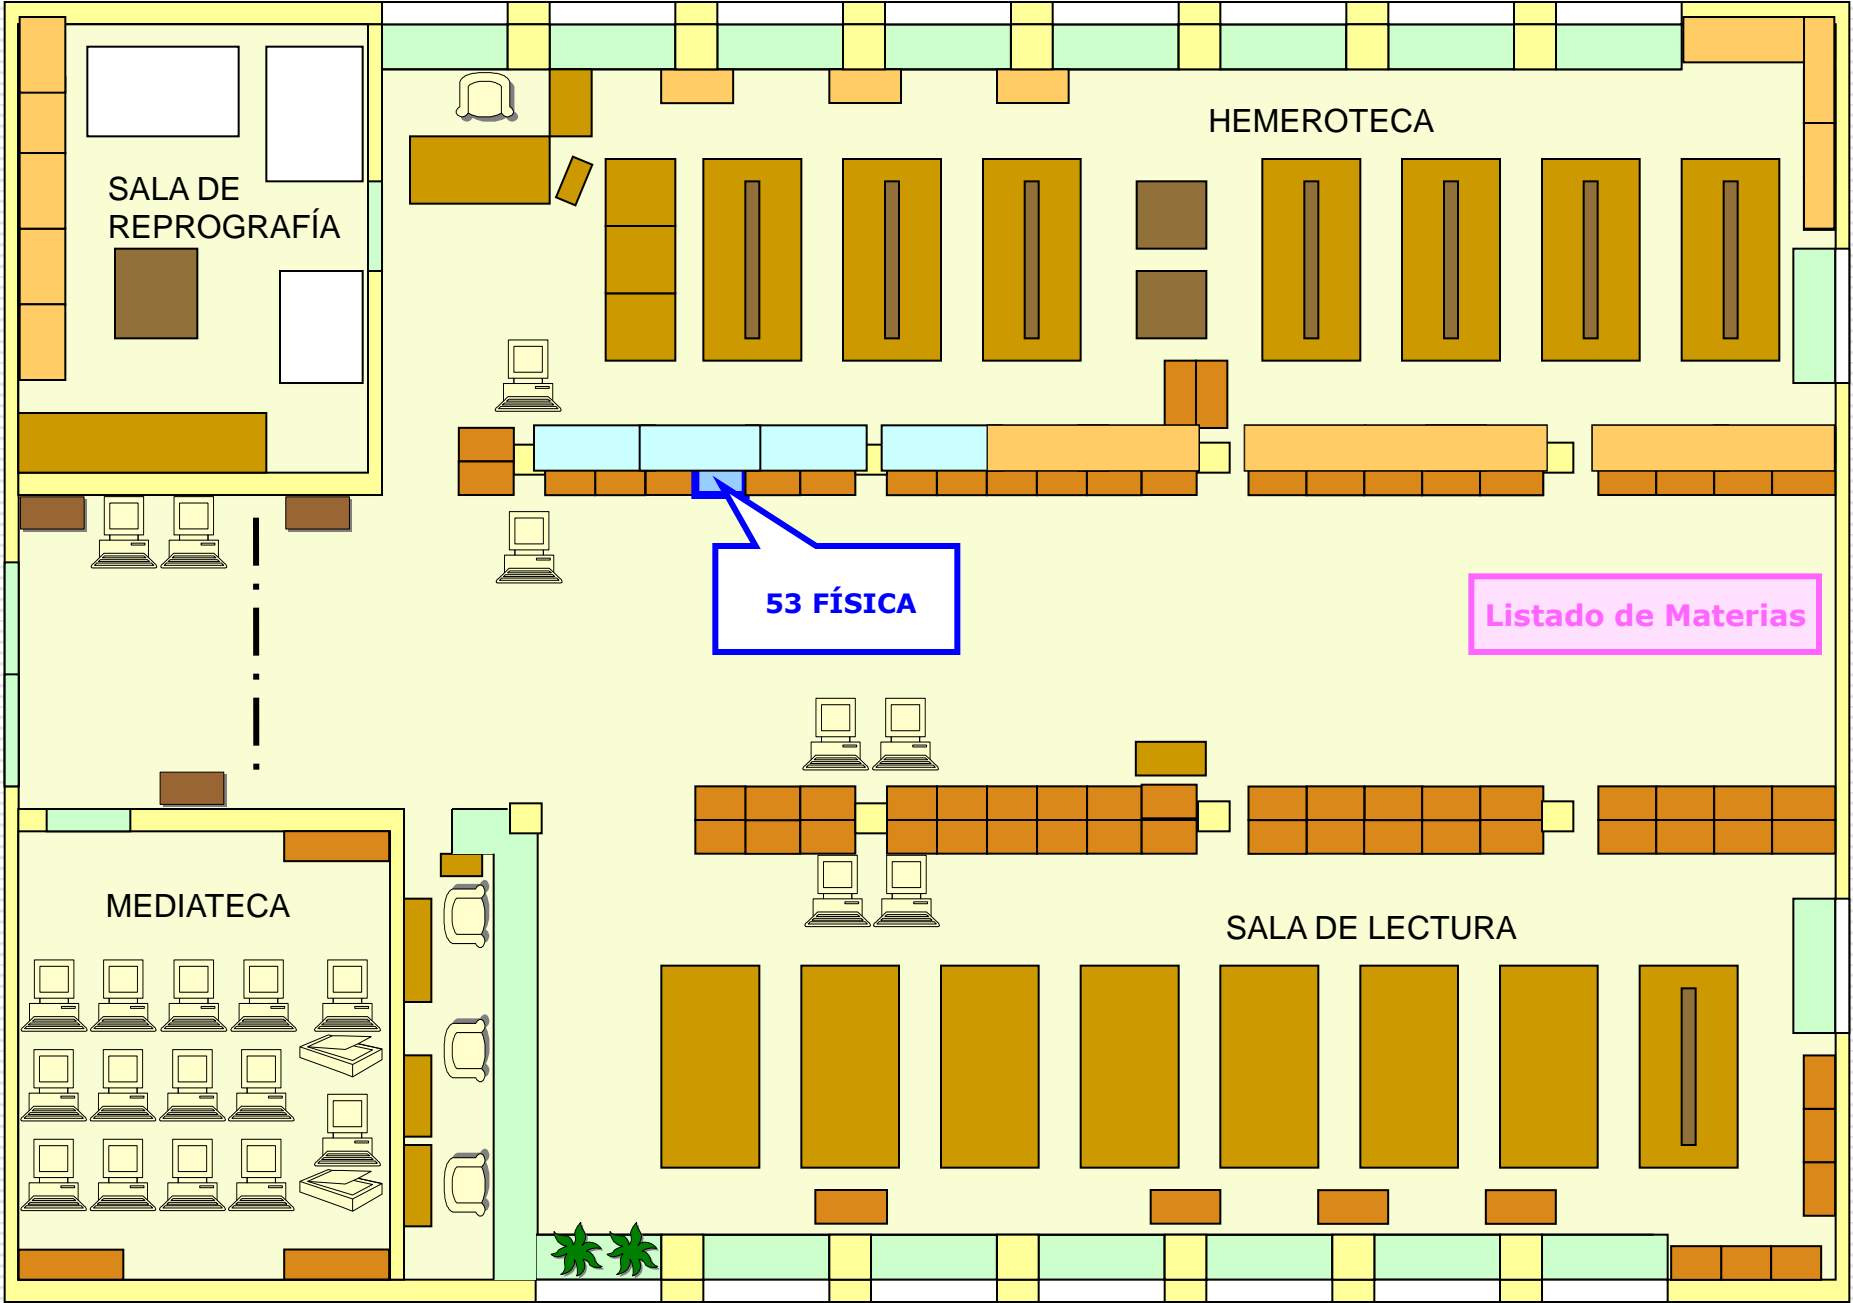 HEMEROTECA
SALA DE
REPROGRAFÍA
53 FÍSICA
Listado de Materias
MEDIATECA
SALA DE LECTURA